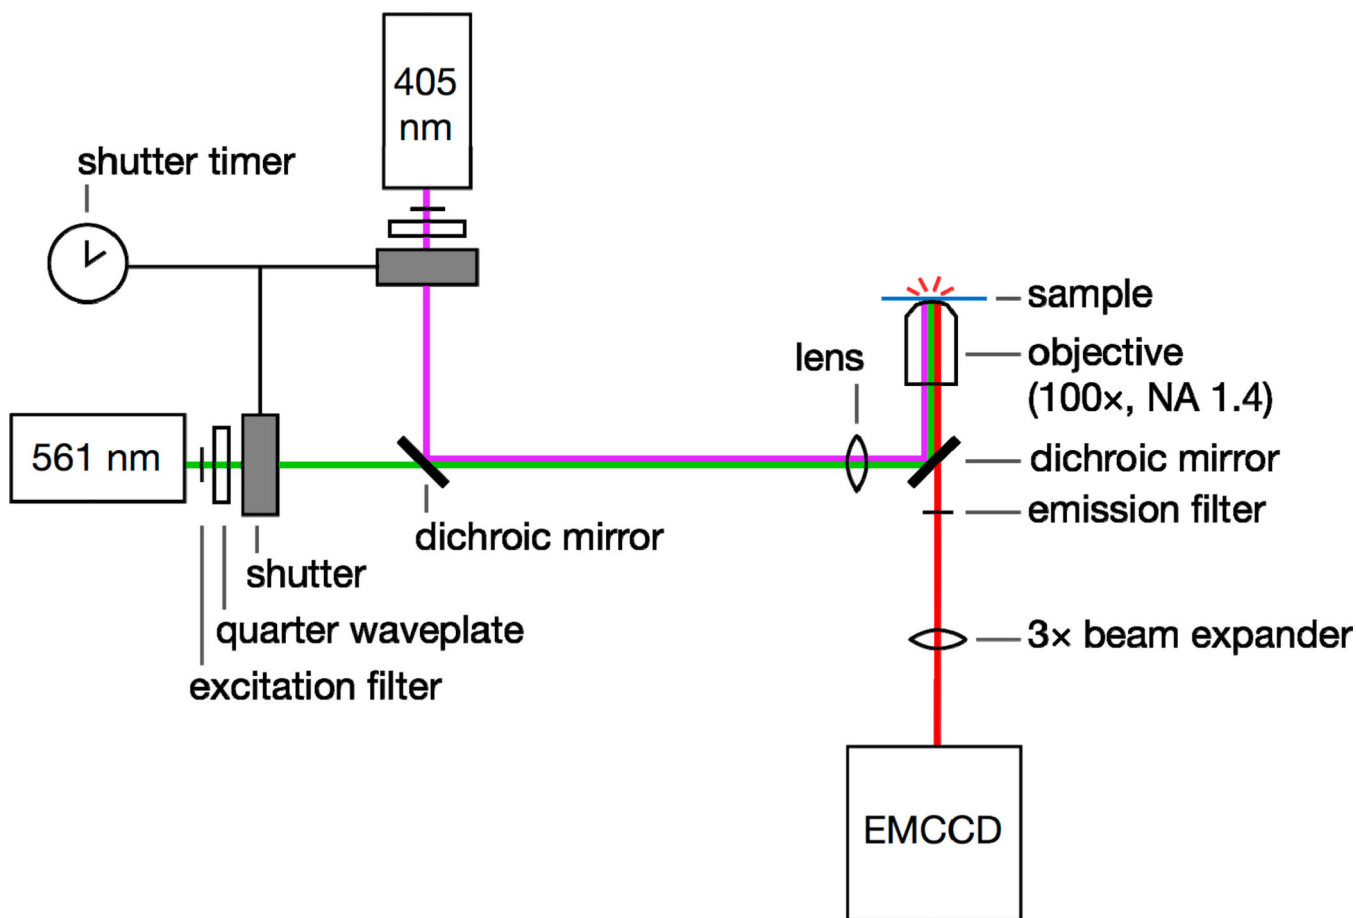 405
nm
shutter timer
sample
lens
objective
(100×, NA 1.4)
561 nm
dichroic mirror
emission filter
dichroic mirror
shutter
quarter waveplate
3× beam expander
excitation filter
EMCCD